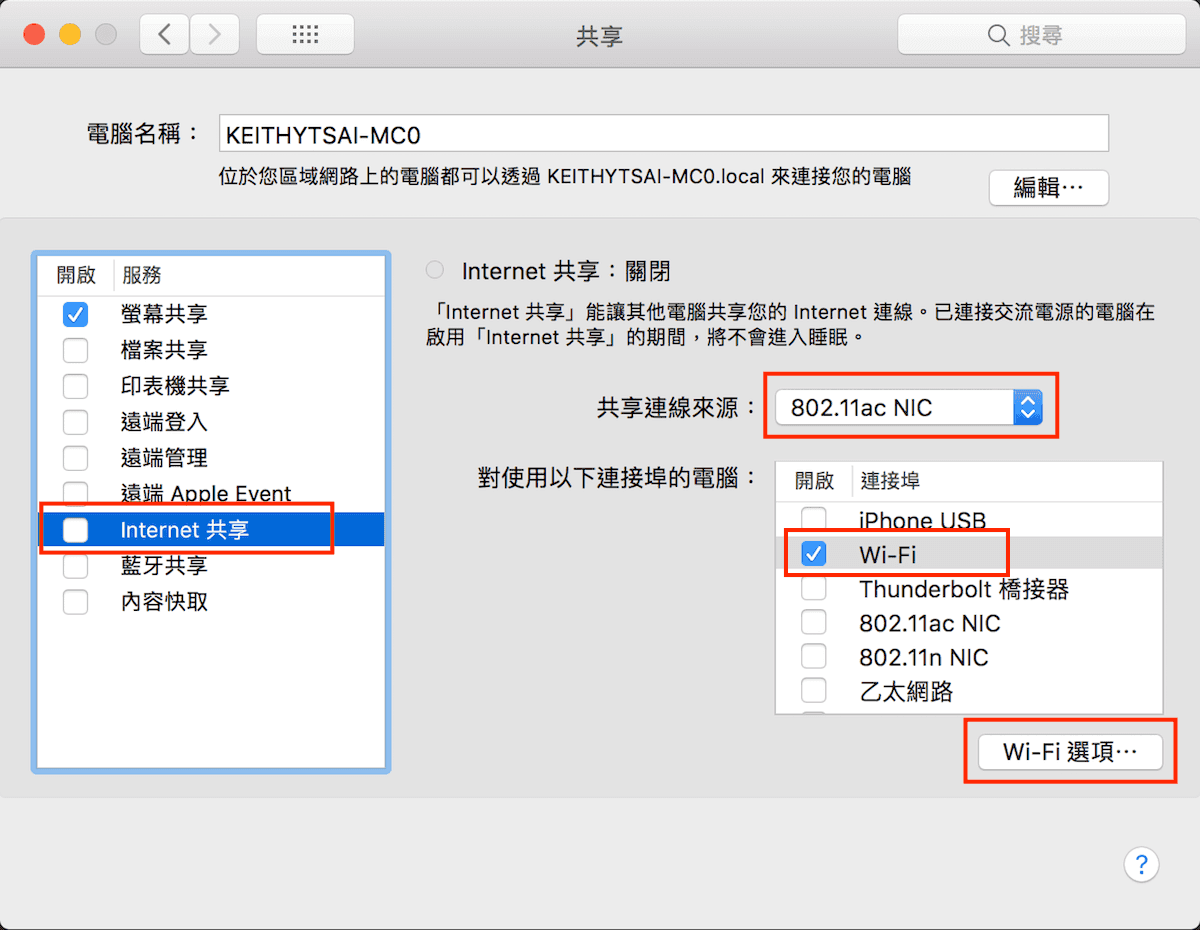 共享
搜尋
電腦名稱：
KEITHYTSAI-MC0
位於您區域網路上的電腦都可以透過 KEITHYTSAI-MC0.local 來連接您的電腦
編輯⋯
開啟 服務
螢幕共享
檔案共享
印表機共享
遠端登入
遠端管理
遠端 Apple Event
Internet 共享
藍牙共享
內容快取
Internet 共享：關閉
「Internet 共享」能讓其他電腦共享您的 Internet 連線。已連接交流電源的電腦在
啟用「Internet 共享」的期間，將不會進入睡眠。
共享連線來源：
802.11ac NIC
對使用以下連接埠的電腦：
開啟 連接埠
iPhone USB
Wi-Fi
Thunderbolt 橋接器
802.11ac NIC
802.11n NIC
乙太網路
Wi-Fi 選項⋯
?